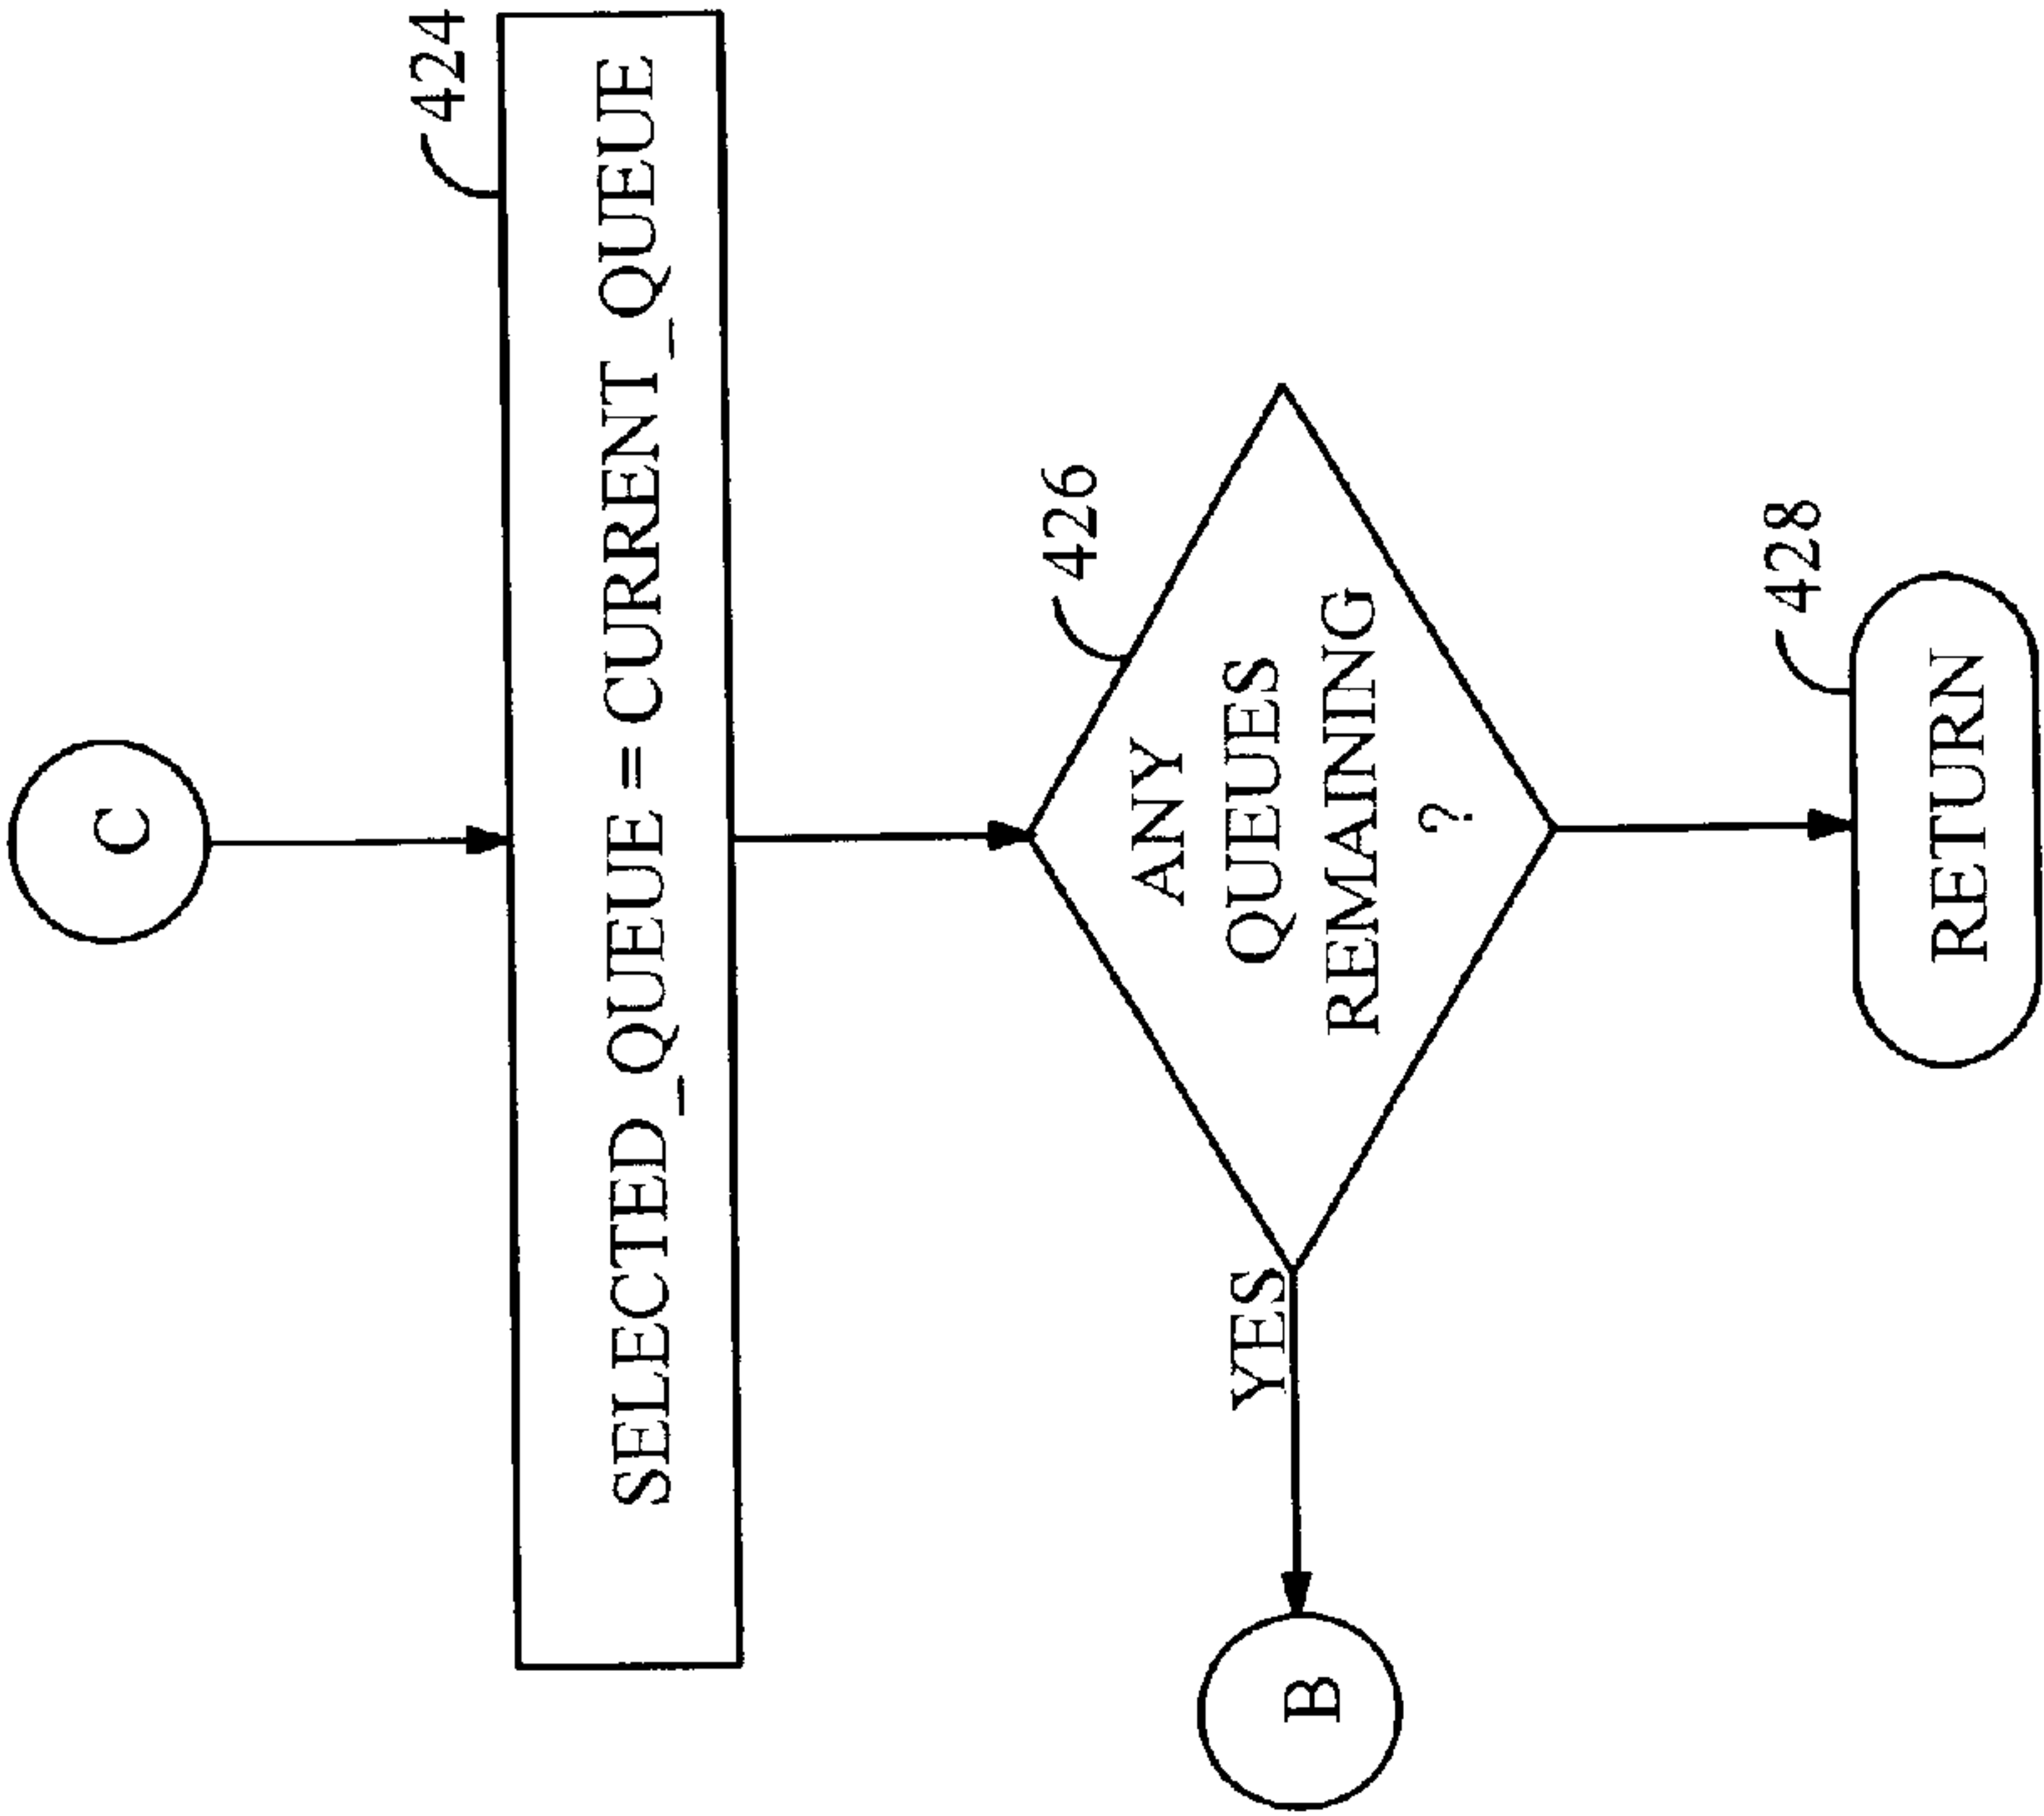 C
424
SELECTED_QUEUE = CURRENT_QUEUE
426
ANY
QUEUES
REMAINING
?
YES
B
428
RETURN